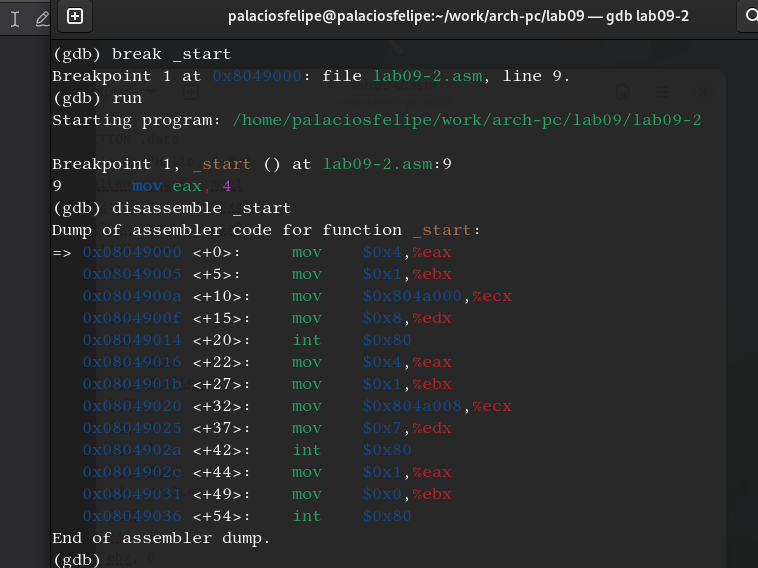 palaciosfelipe@palaciosfelipe:~/work/arch-pc/lab09 — gdb lab09-2
(gdb) break _start
Breakpoint 1 at 0x8049000: file lab09-2.asm, line 9.
(gdb) run
Starting program: /home/palaciosfelipe/work/arch-pc/lab09/lab09-2
Breakpoint 1, _start () at lab09-2.asm:9
9 mov eax, 4
(gdb) disassemble _start
Dump of assembler code for function _start:
=> 0x08049000 <+0>: mov $0x4,%eax
0x08049005 <+5>: mov $0x1,%ebx
0x0804900a <+10>: mov $0x804a000,%ecx
0x0804900f <+15>: mov $0x8,%edx
0x08049014 <+20>: int $0x80
0x08049016 <+22>: mov $0x4,%eax
0x0804901b <+27>: mov $0x1,%ebx
0x08049020 <+32>: mov $0x804a008,%ecx
0x08049025 <+37>: mov $0x7,%edx
0x0804902a <+42>: int $0x80
0x0804902c <+44>: mov $0x1,%eax
0x08049031 <+49>: mov $0x0,%ebx
0x08049036 <+54>: int $0x80
End of assembler dump.
(gdb)